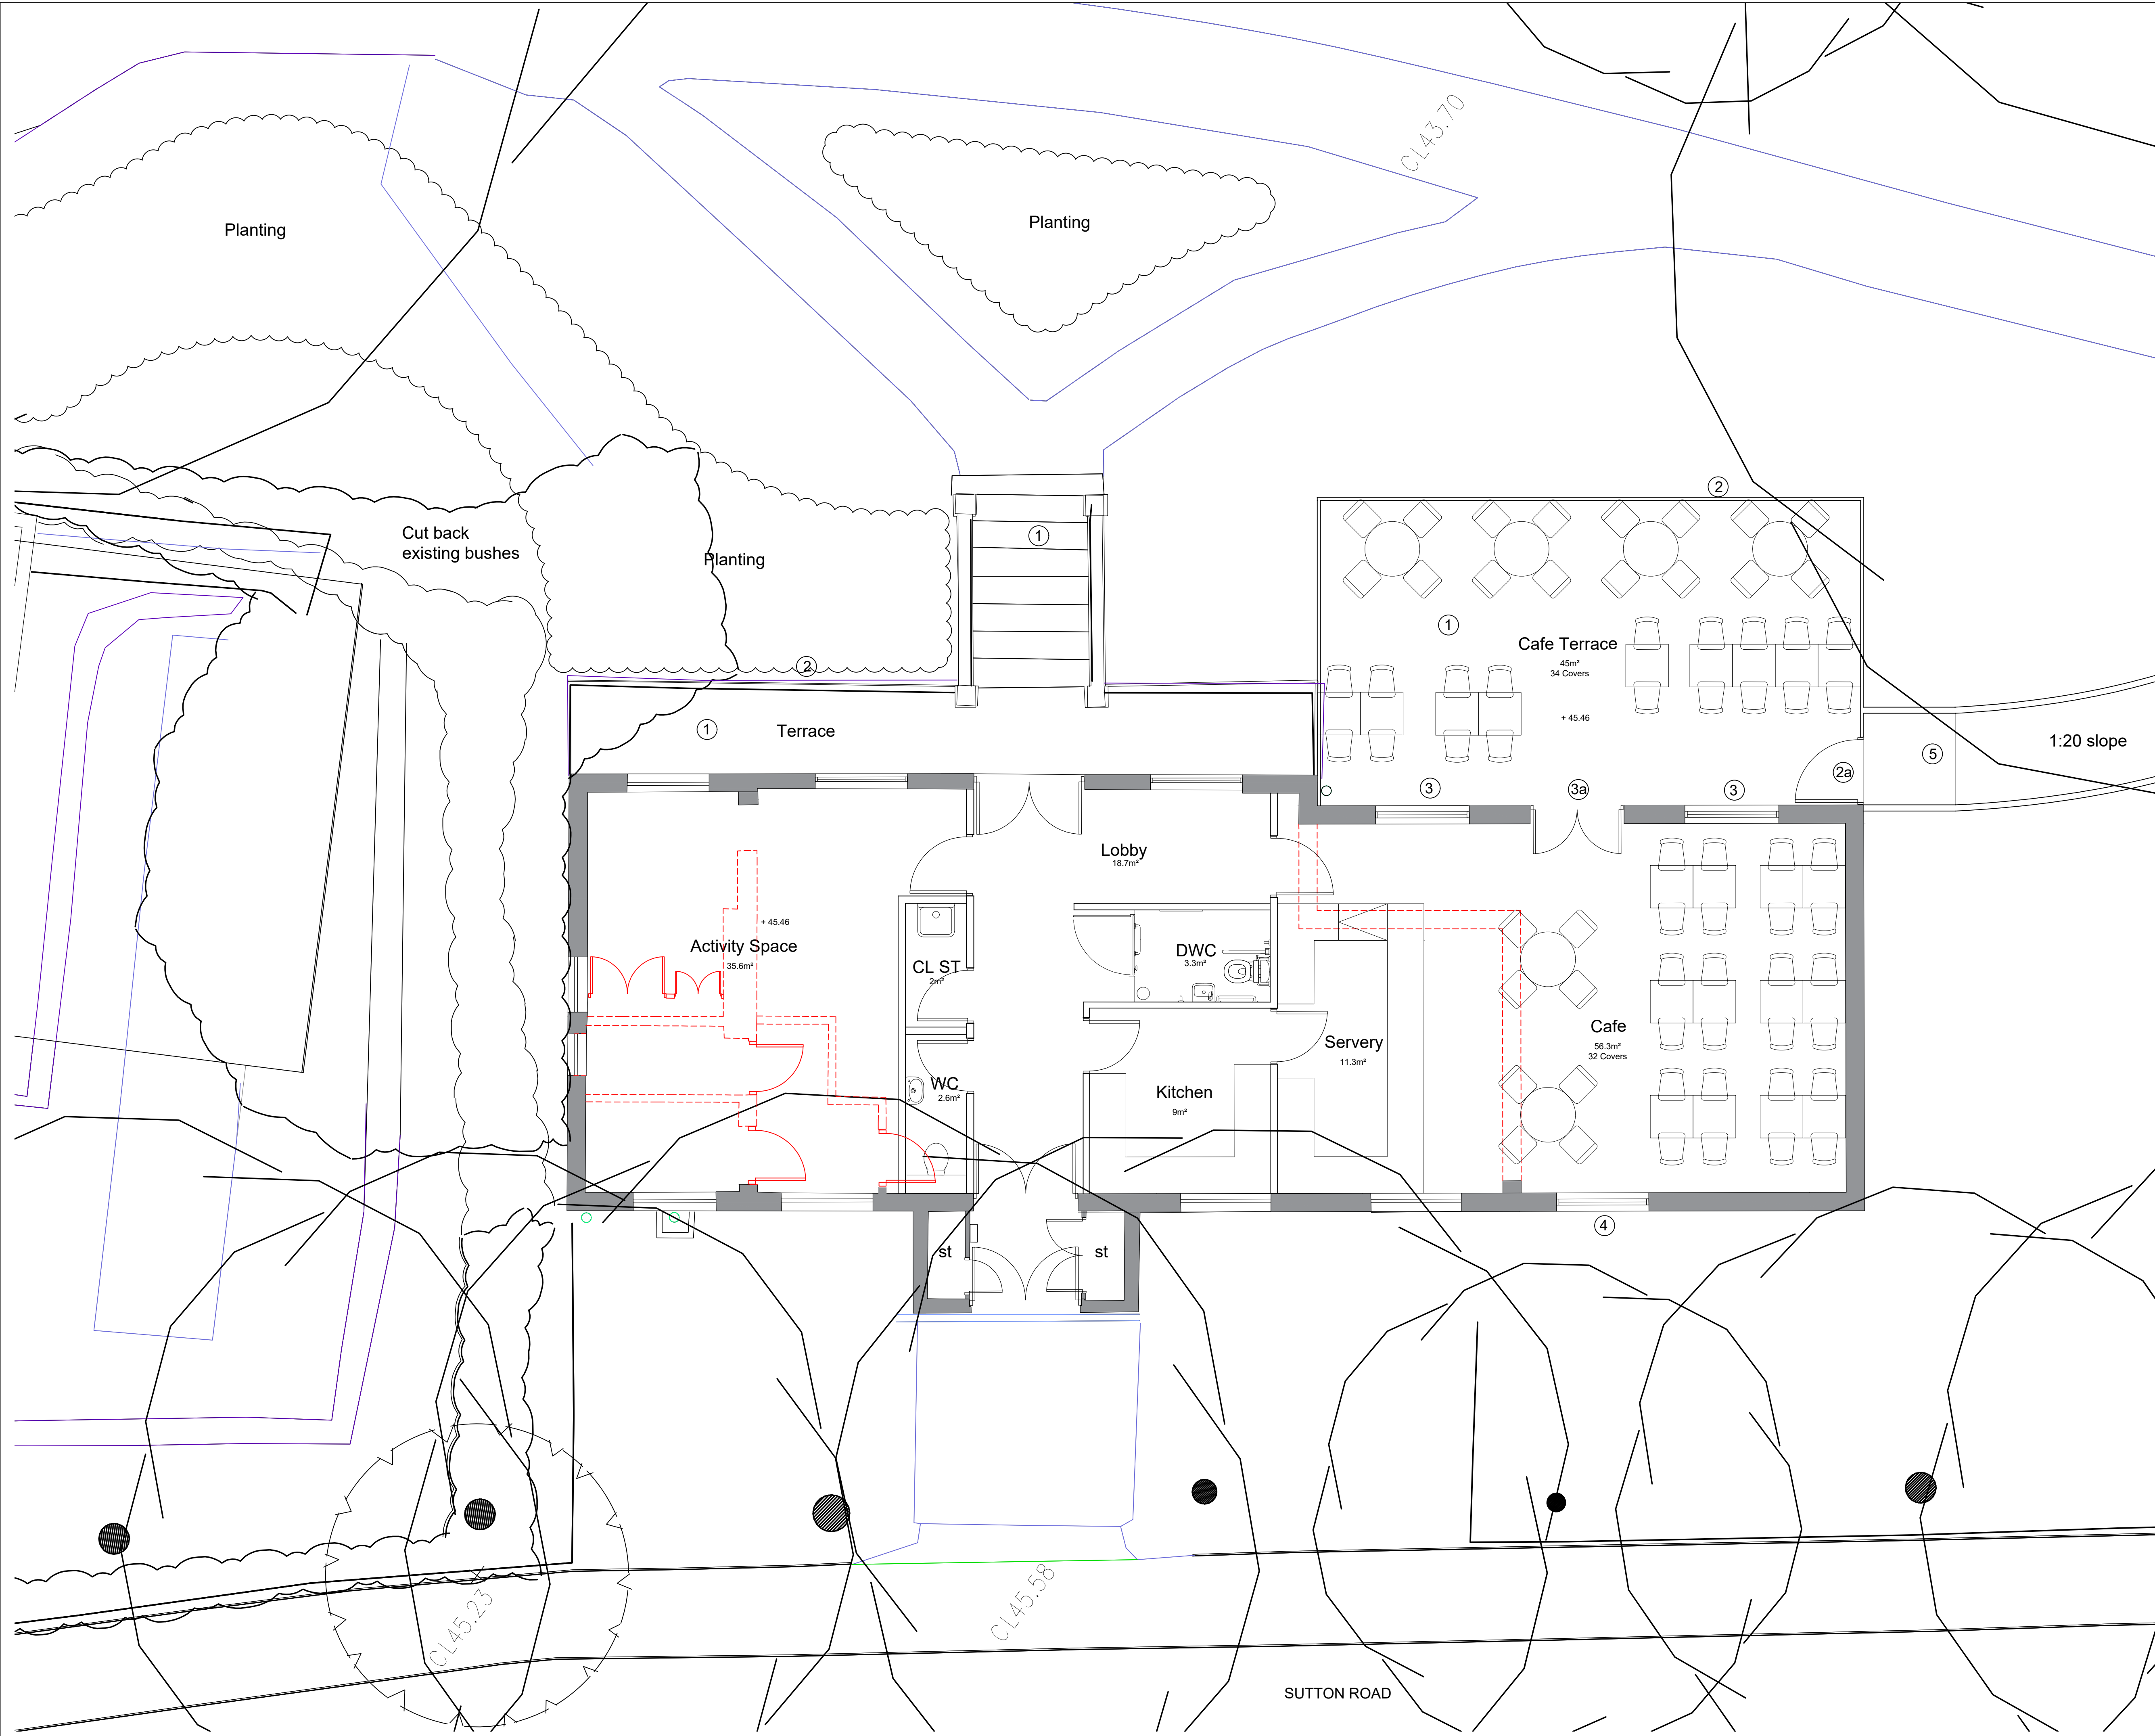 CL43.70
Planting
Planting
2
Cut back
existing bushes
1
Planting
1
Cafe Terrace
45m²
34 Covers
2
+ 45.46
1
Terrace
1:20 slope
5
2a
3
3a
3
Lobby
18.7m²
+ 45.46
Activity Space
35.6m²
CL ST
2m²
DWC
3.3m²
Cafe
56.3m²
32 Covers
Servery
11.3m²
WC
2.6m²
Kitchen
9m²
4
st
st
CL45.23
CL45.58
SUTTON ROAD